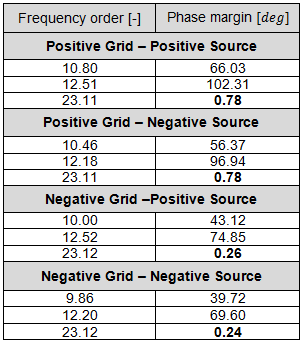 Frequency order [-] Phase margin [deg]
Positive Grid – Positive Source
10.80 66.03
12.51 102.31
23.11 0.78
Positive Grid – Negative Source
10.46 56.37
12.18 96.94
23.11 0.78
Negative Grid –Positive Source
10.00 43.12
12.52 74.85
23.12 0.26
Negative Grid – Negative Source
9.86 39.72
12.20 69.60
23.12 0.24